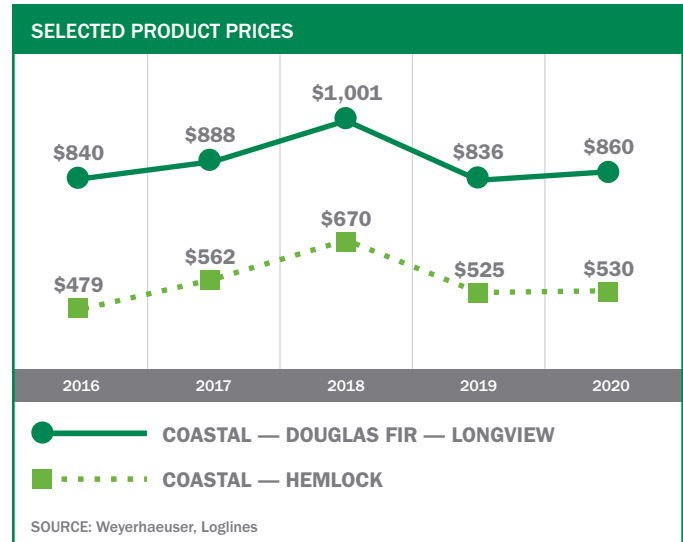 SELECTED PRODUCT PRICES
$1,001
$840
$888
$836
$860
$479
$562
$670
$525
$530
2016 2017 2018 2019 2020
COASTAL — DOUGLAS FIR — LONGVIEW
COASTAL — HEMLOCK
SOURCE: Weyerhaeuser, Loglines